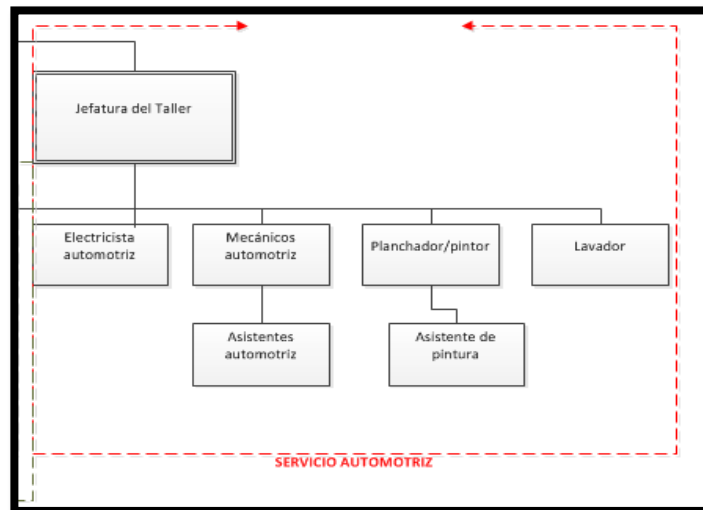 Jefatura del Taller
Electricista
automotriz
Mecánicos
automotriz
Planchador/pintor
Lavador
Asistentes
automotriz
Asistente de
pintura
SERVICIO AUTOMOTRIZ